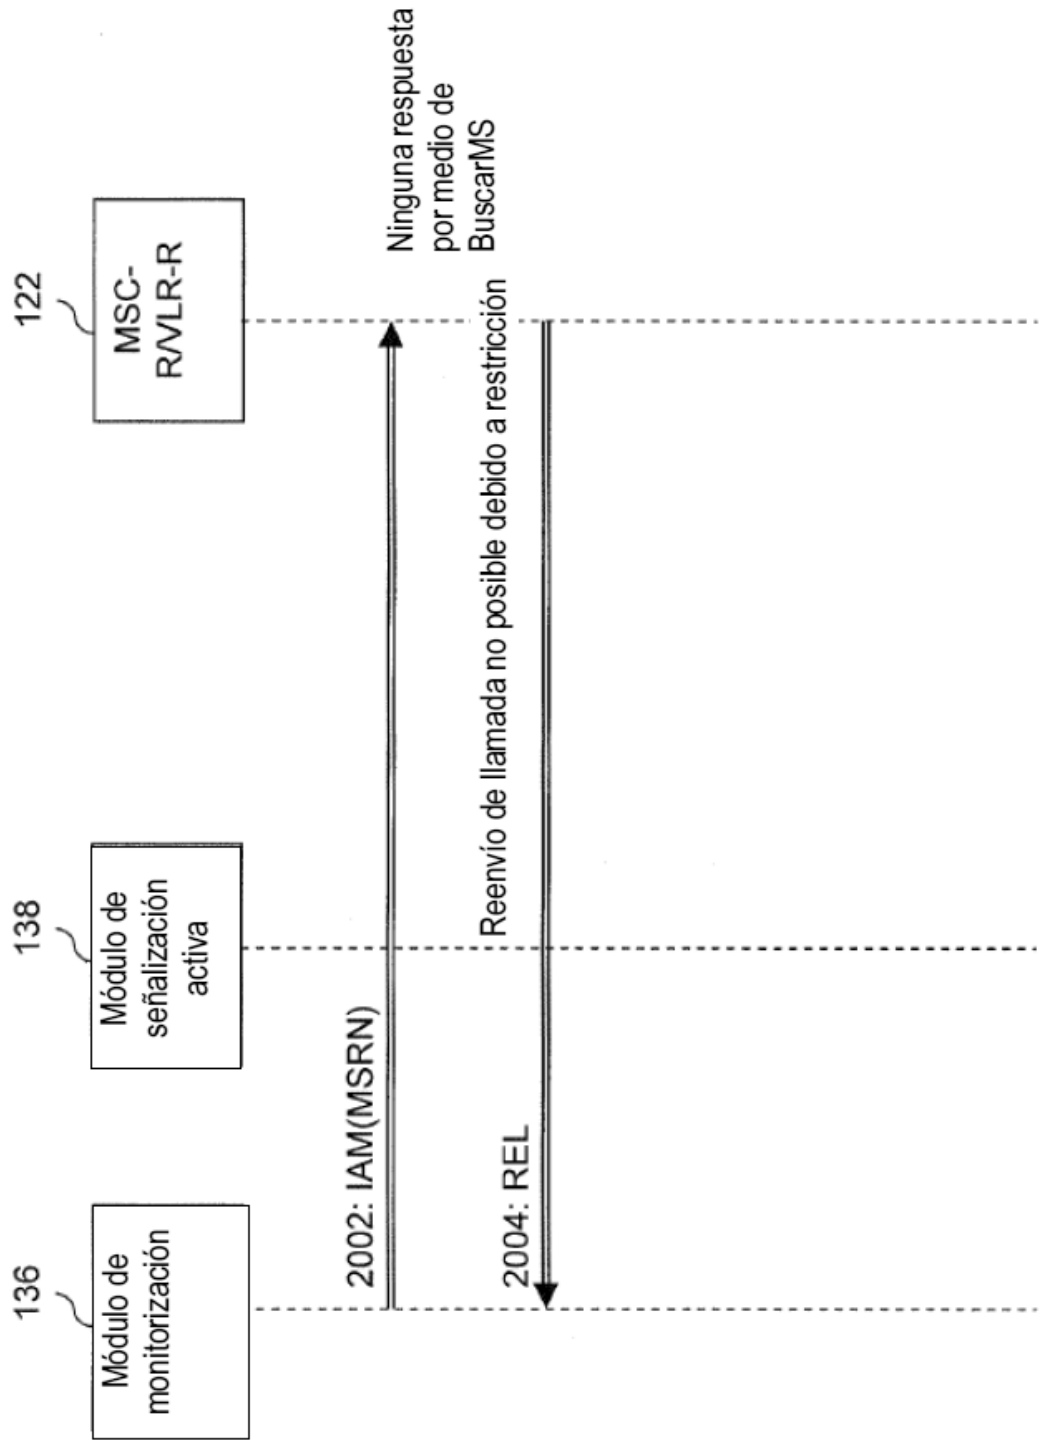 136
Módulo de
monitorización
138
Módulo de
señalización
activa
122
MSC-
R/VLR-R
2002: IAM(MSRN)
Ninguna respuesta
por medio de
BuscarMS
Reenvío de llamada no posible debido a restricción
2004: REL